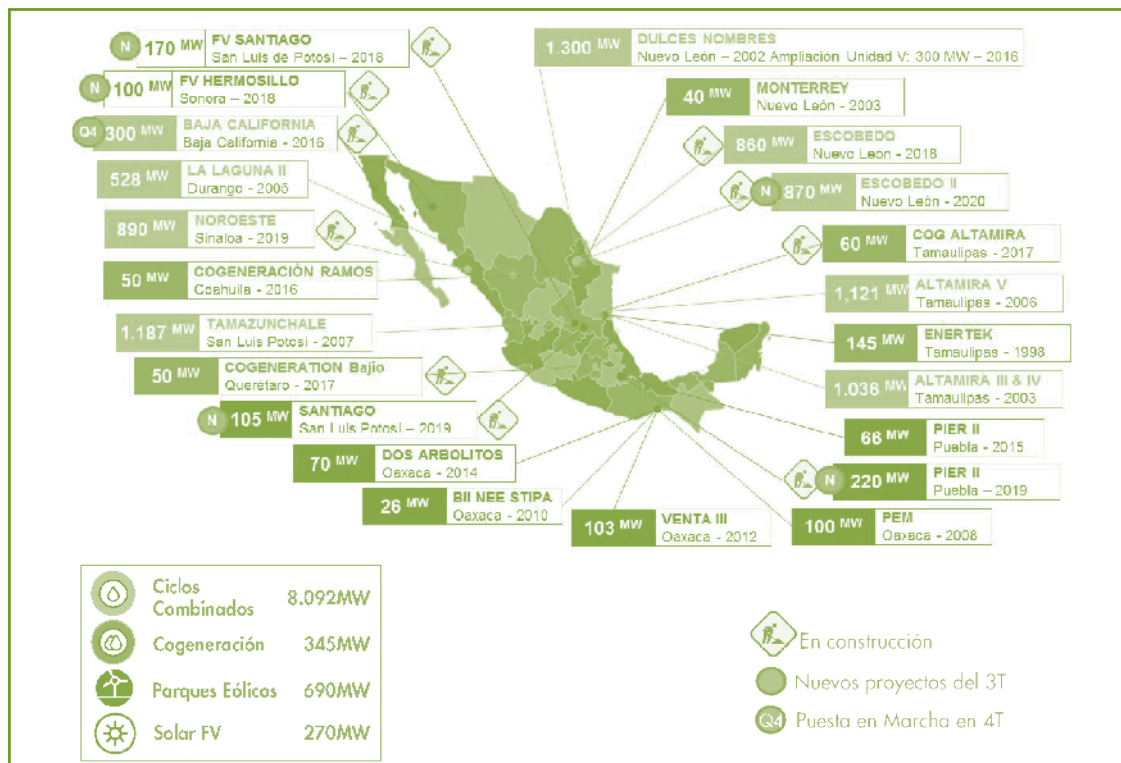 N 170 MW FV SANTIAGO
San Luis de Potosí – 2018
N 100 MW FV HERMOSILLO
Sonora – 2018
Q4 300 MW BAJA CALIFORNIA
Baja California - 2016
528 MW LA LAGUNA II
Durango - 2005
890 MW NOROESTE
Sinaloa - 2019
50 MW COGENERACIÓN RAMOS
Coahuila - 2016
1.187 MW TAMAZUNCHALE
San Luis Potosí - 2007
50 MW COGENERATION Bajío
Querétaro - 2017
N 105 MW SANTIAGO
San Luis Potosí - 2019
70 MW DOS ARBOLITOS
Oaxaca - 2014
26 MW BII NEE STIPA
Oaxaca - 2010
103 MW VENTA III
Oaxaca - 2012
1.300 MW DULCES NOMBRES
Nuevo León – 2002 Ampliación Unidad V: 300 MW – 2016
40 MW MONTERREY
Nuevo León - 2003
860 MW ESCOBEDO
Nuevo León - 2018
N 870 MW ESCOBEDO II
Nuevo León - 2020
60 MW COG ALTAMIRA
Tamaulipas - 2017
1,121 MW ALTAMIRA V
Tamaulipas - 2006
145 MW ENERTEK
Tamaulipas - 1998
1.036 MW ALTAMIRA III & IV
Tamaulipas - 2003
66 MW PIER II
Puebla - 2015
N 220 MW PIER II
Puebla – 2019
100 MW PEM
Oaxaca - 2008
Ciclos
Combinados 8.092MW
Cogeneración 345MW
Parques Eólicas 690MW
Solar FV 270MW
En construcción
Nuevos proyectos del 3T
Q4 Puesta en Marcha en 4T